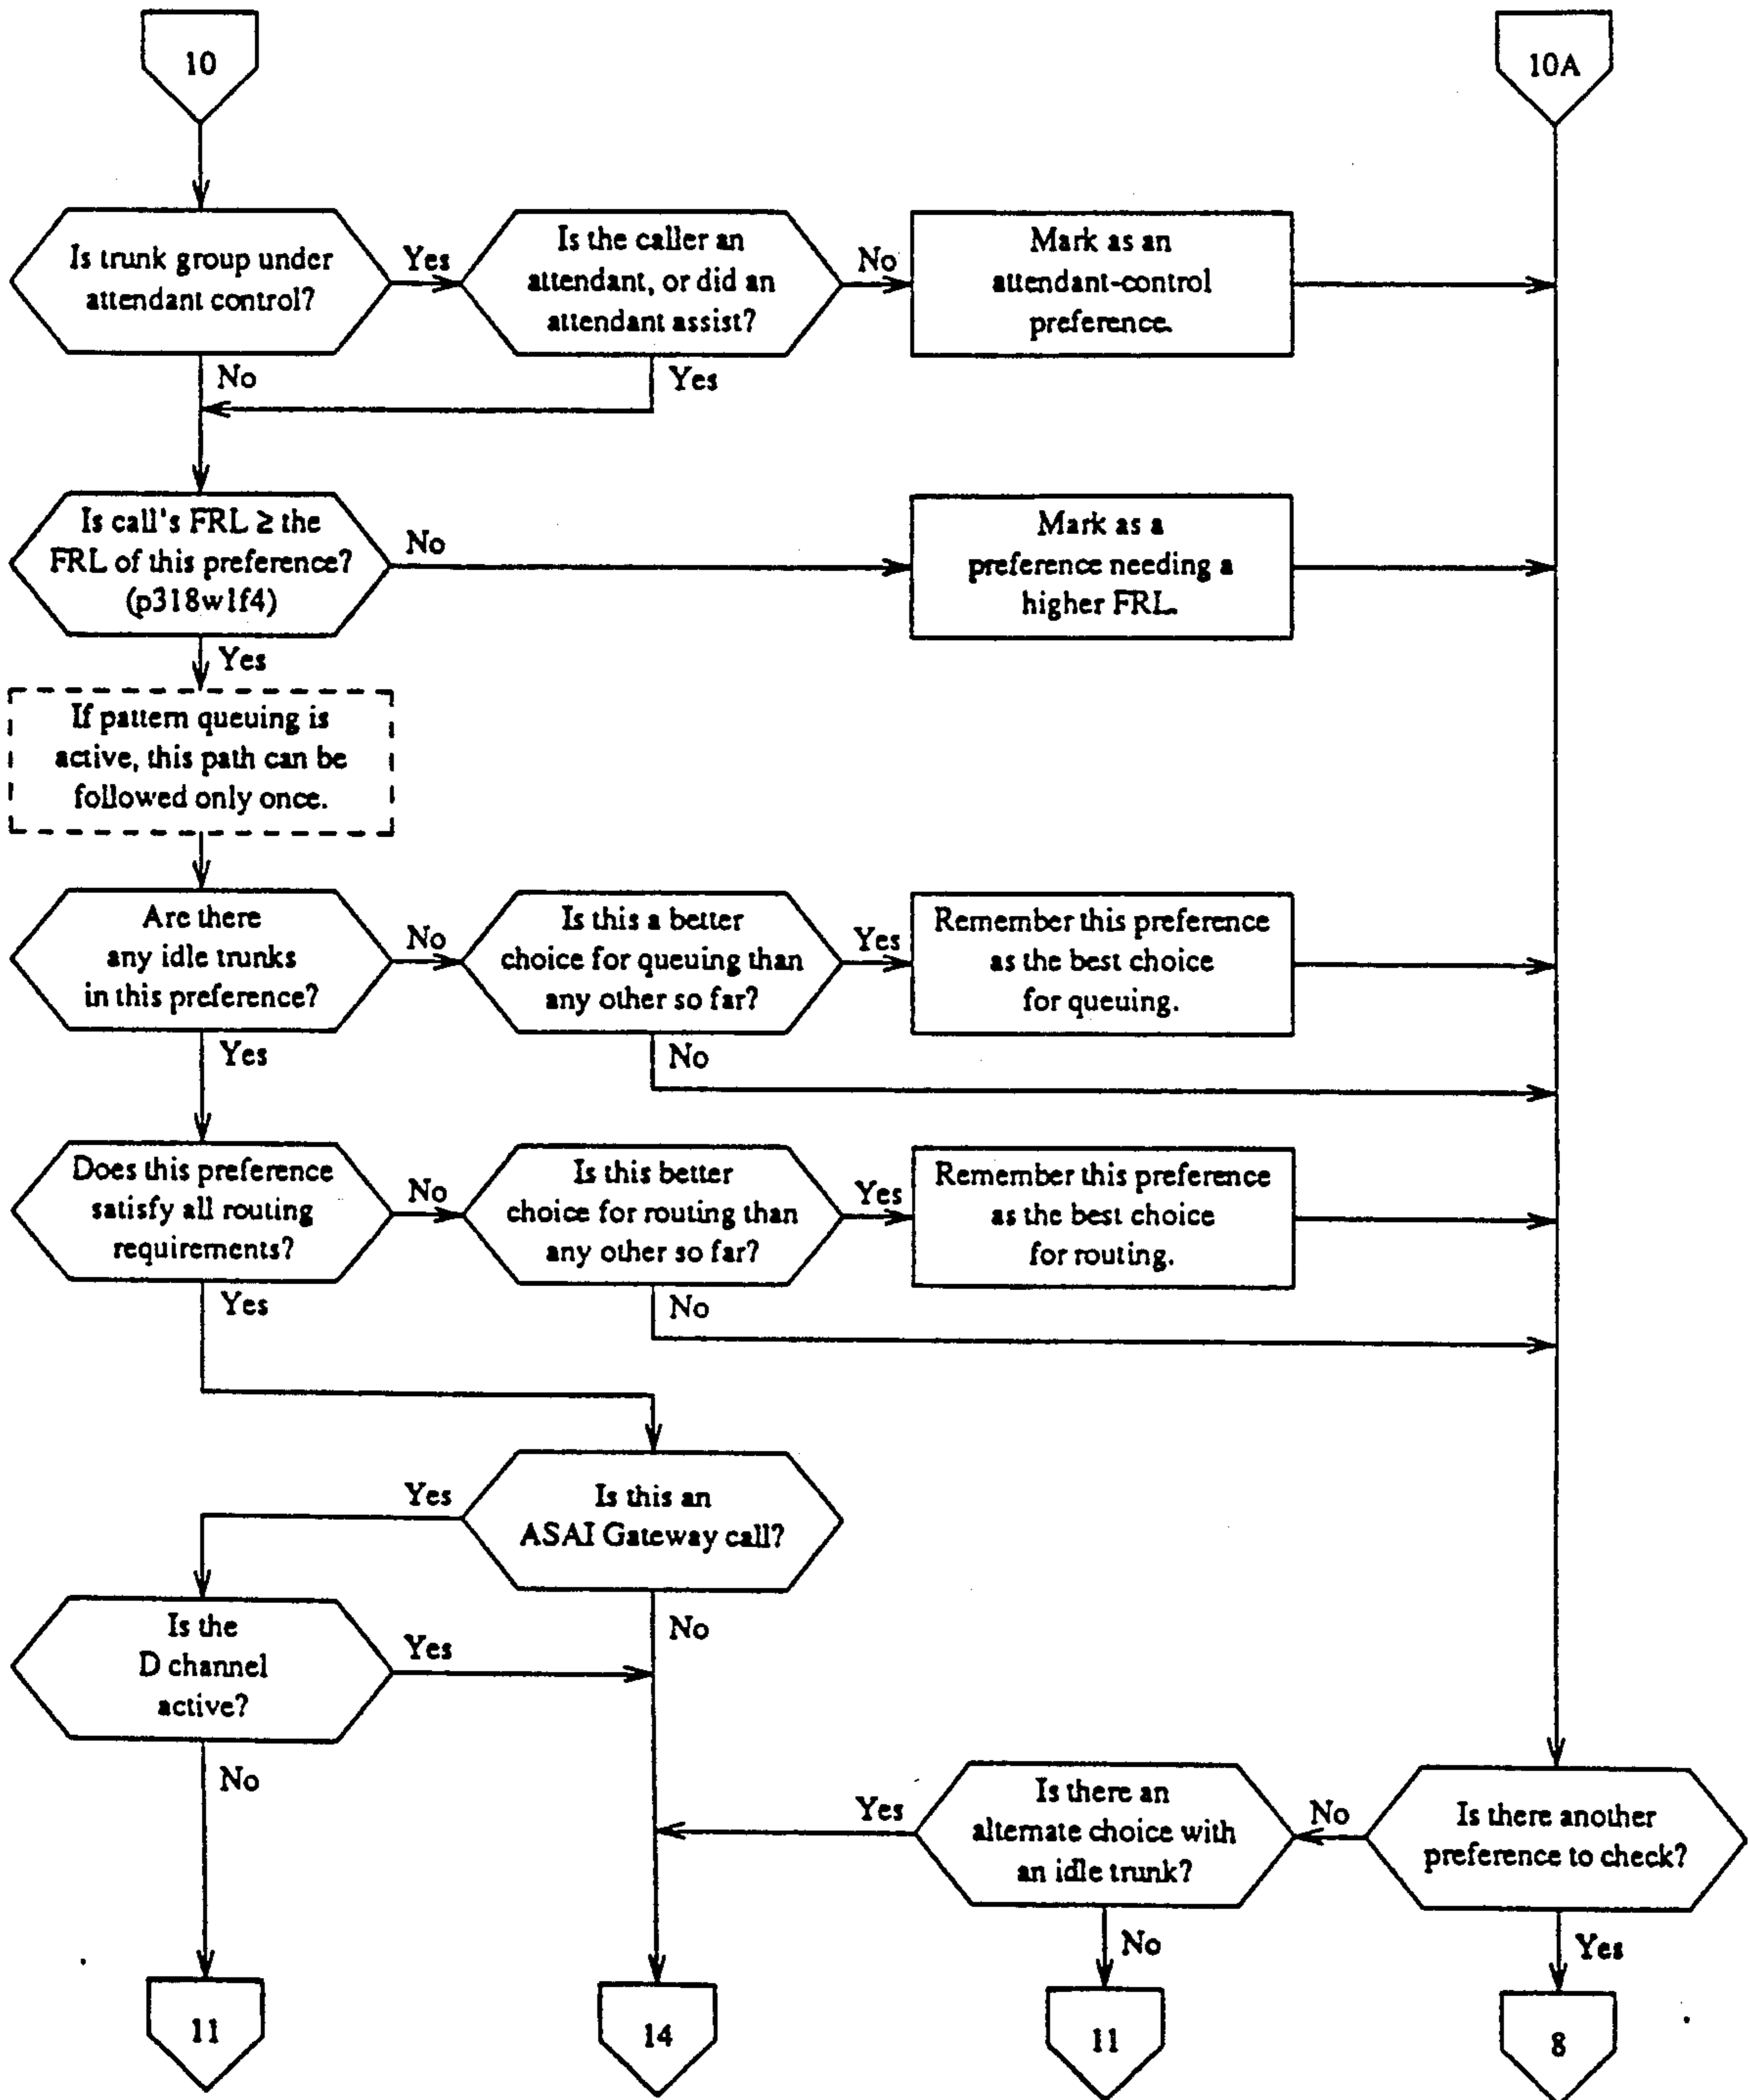 10
10A
Is trunk group under
attendant control?
Yes
Is the caller an
attendant, or did an
attendant assist?
No
Mark as an
attendant-control
preference.
No
Yes
Is call's FRL ≥ the
FRL of this preference?
(p318w1f4)
No
Mark as a
preference needing a
higher FRL.
Yes
If pattern queuing is
active, this path can be
followed only once.
Are there
any idle trunks
in this preference?
No
Is this a better
choice for queuing than
any other so far?
Yes
Remember this preference
as the best choice
for queuing.
Yes
No
Does this preference
satisfy all routing
requirements?
No
Is this better
choice for routing than
any other so far?
Yes
Remember this preference
as the best choice
for routing.
Yes
No
Yes
Is this an
ASAI Gateway call?
Is the
D channel
active?
Yes
No
No
Yes
Is there an
alternate choice with
an idle trunk?
No
Is there another
preference to check?
No
Yes
11
14
11
8